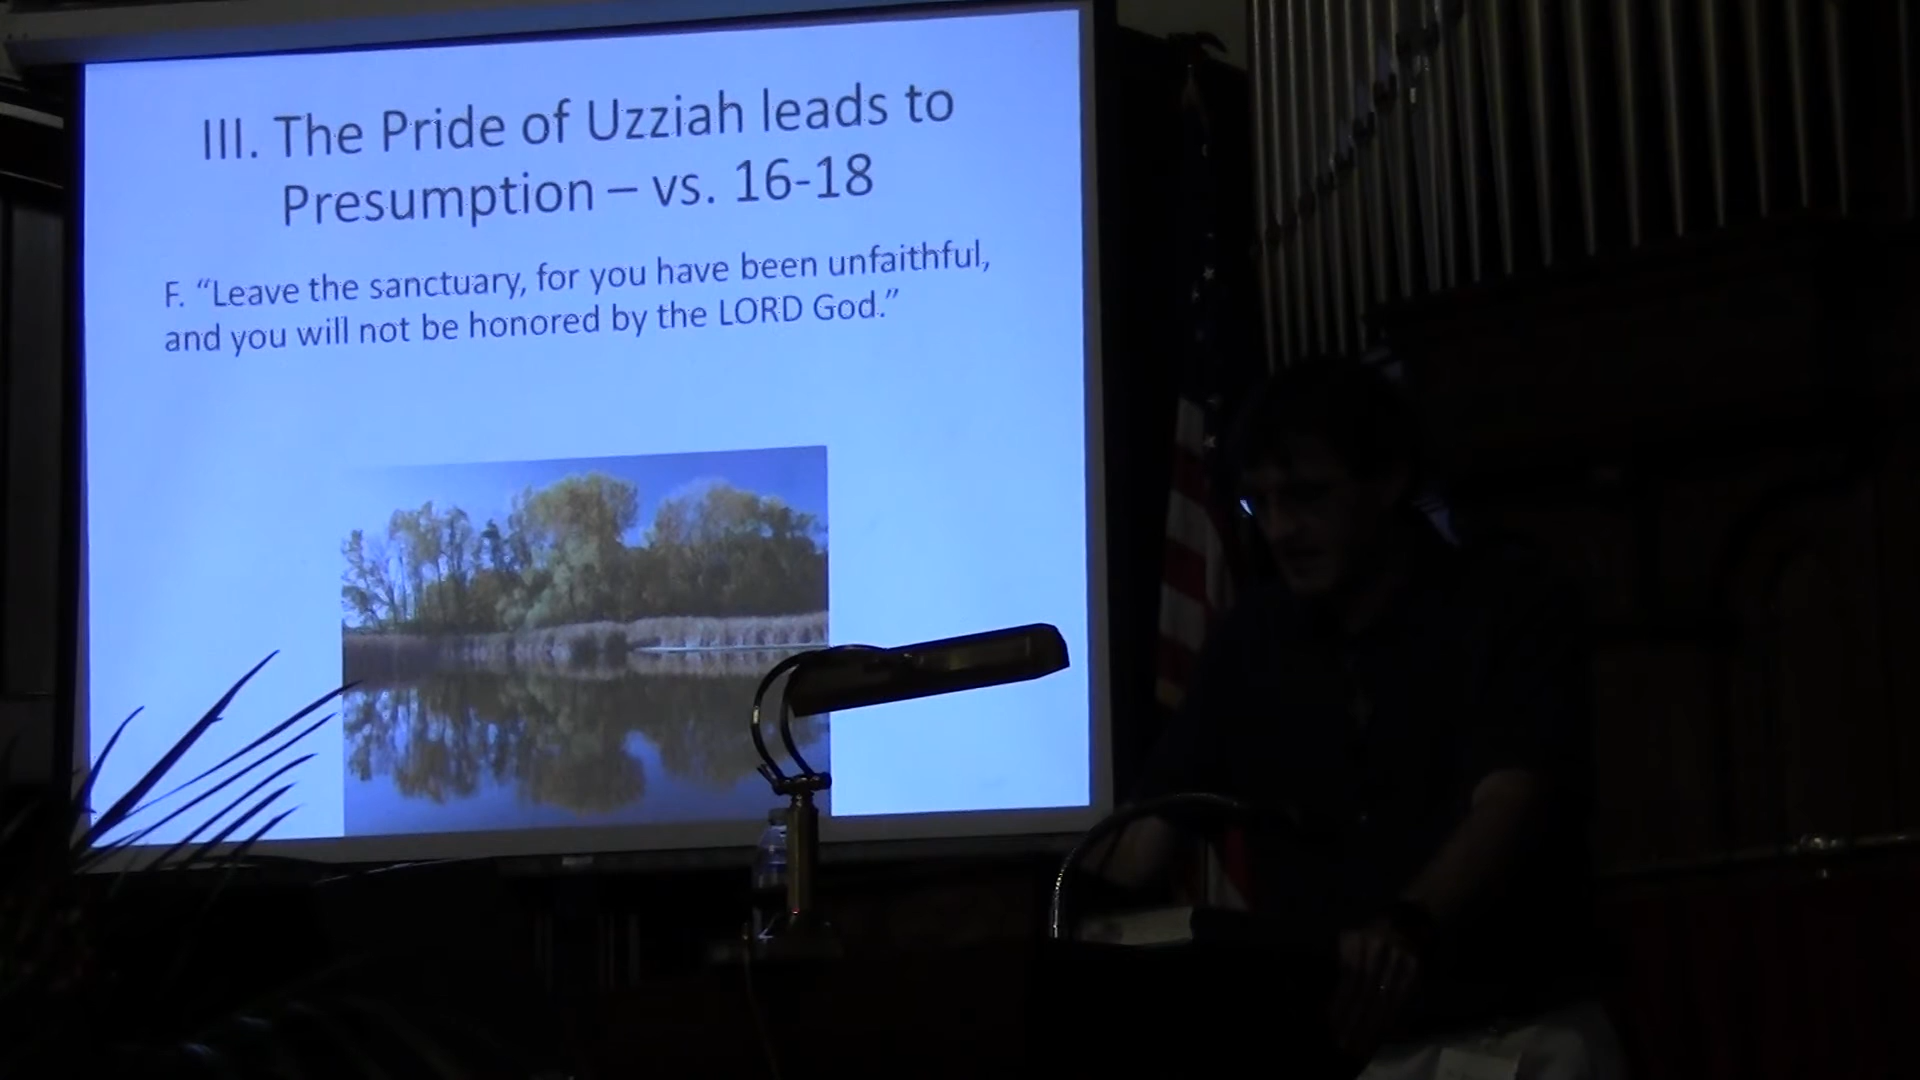 III. The Pride of Uzziah leads to
Presumption – vs. 16-18
F. “Leave the sanctuary, for you have been unfaithful,
and you will not be honored by the LORD God.”